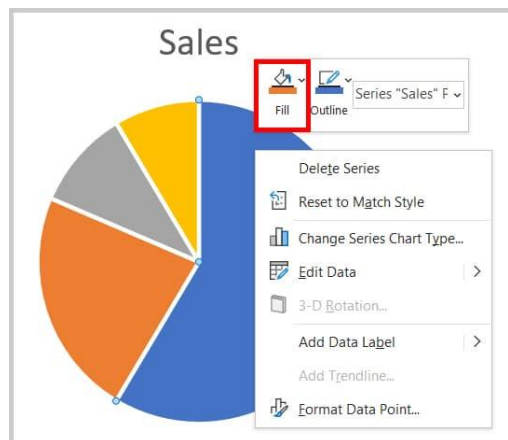 Sales
Fill
Outline
Series "Sales" F
Delete Series
Reset to Match Style
Change Series Chart Type...
Edit Data
3-D Rotation...
Add Data Label
Add Trendline...
Format Data Point...